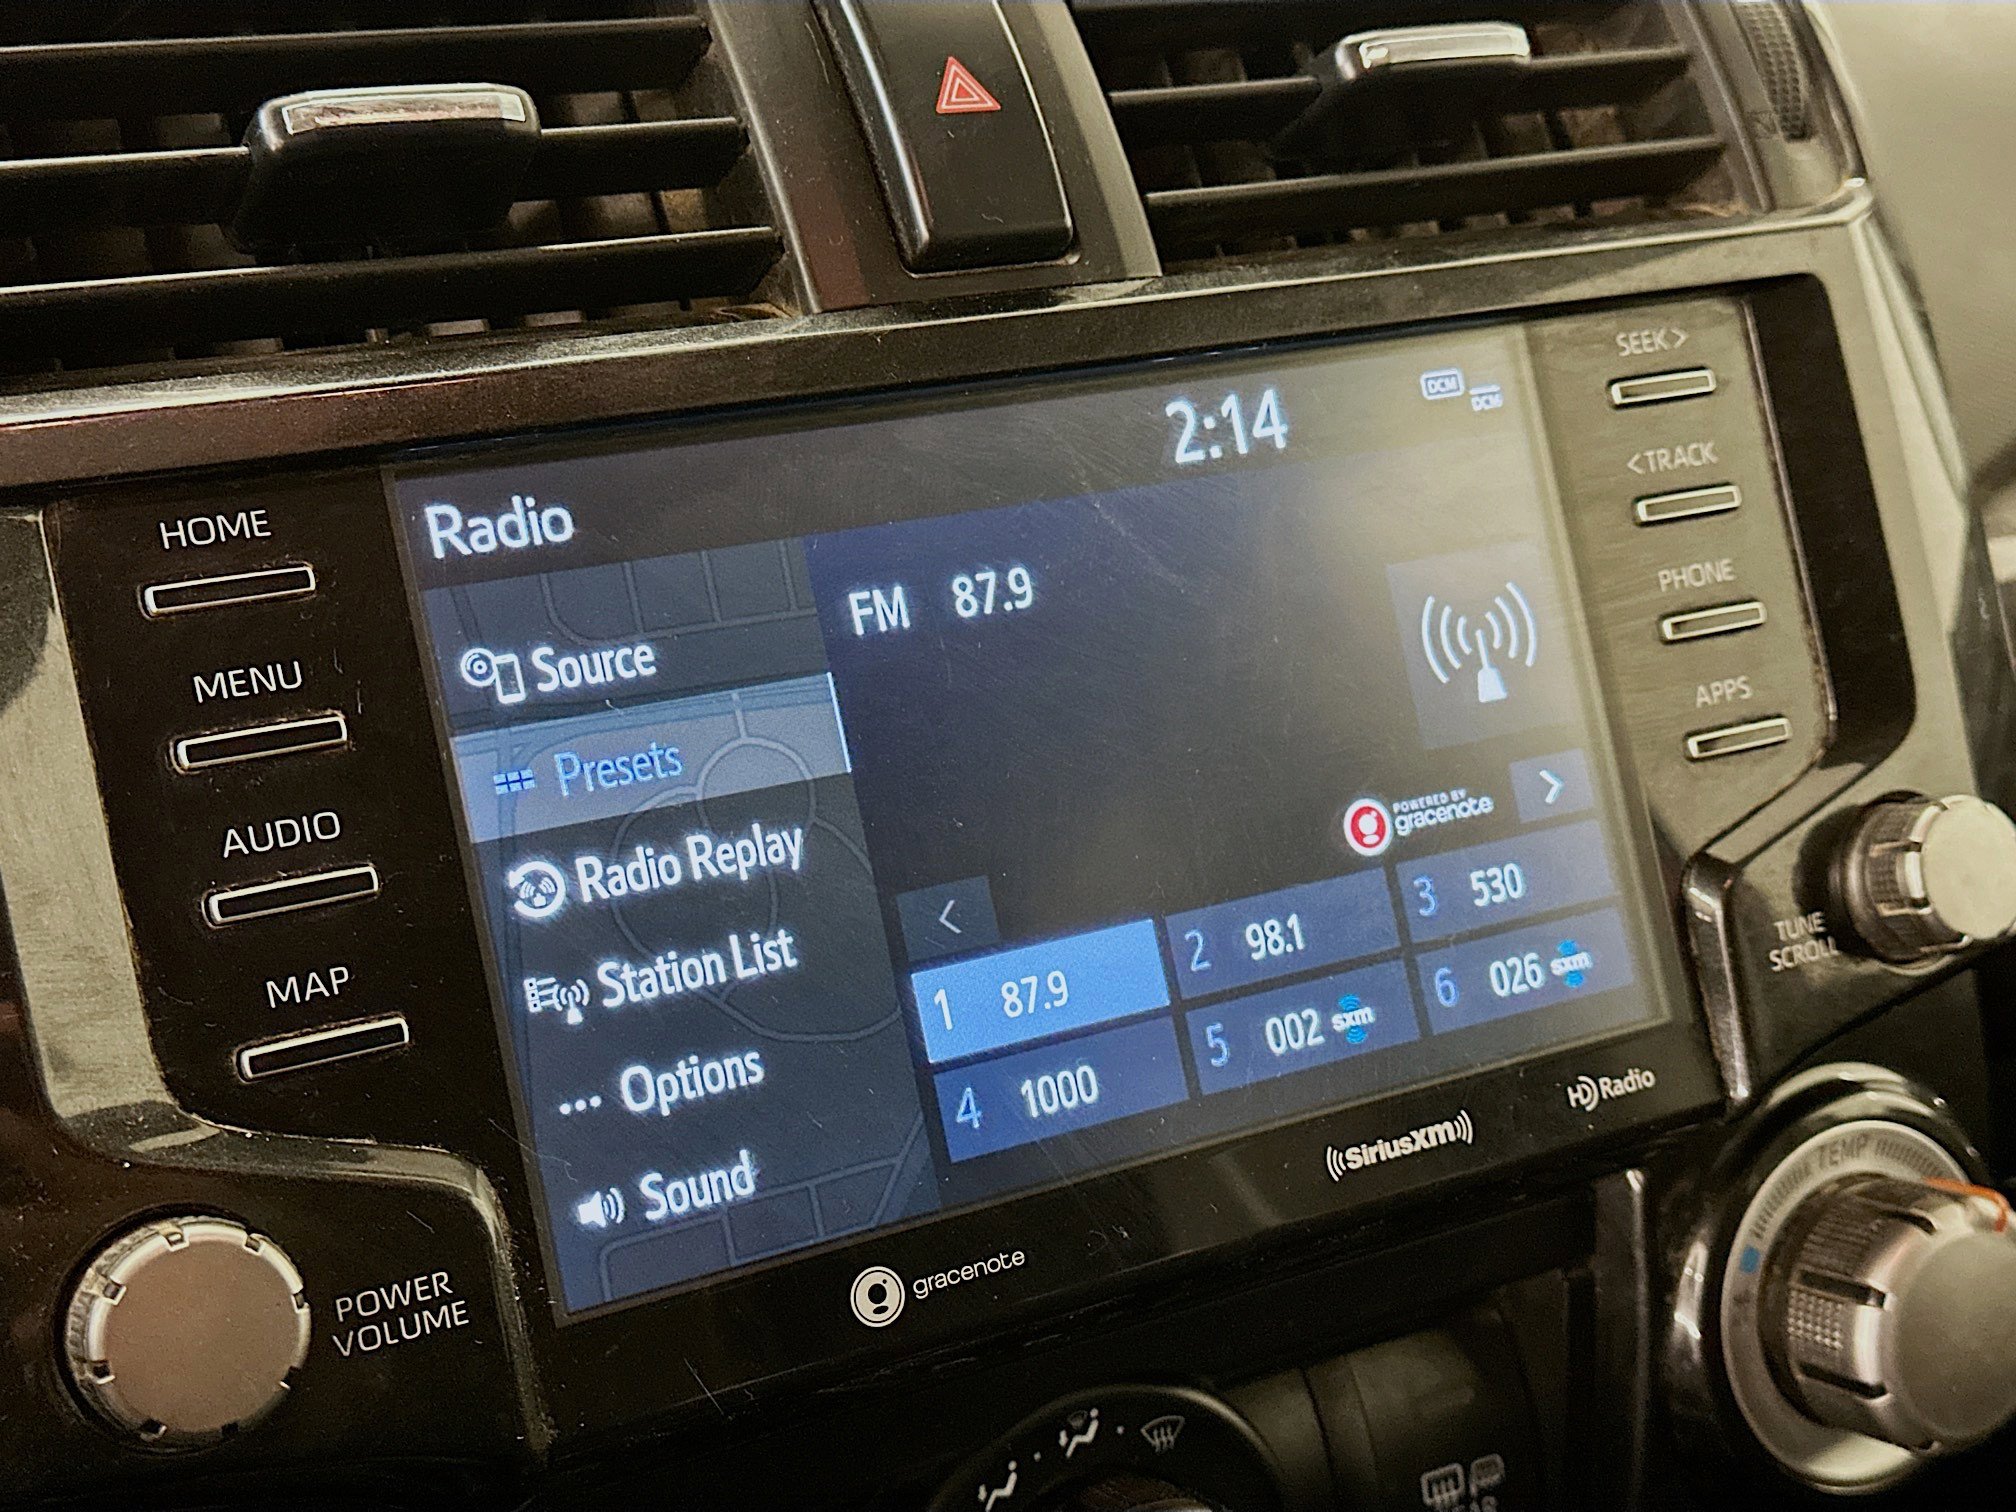 2:14
DCM
DCM
SEEK>
Radio
HOME
<TRACK
FM 87.9
PHONE
Source
MENU
Presets
APPS
POWERED BY
gracenote
AUDIO
Radio Replay
1 87.9
2 98.1
3 530
Station List
4 1000
5 002 sxm
6 026 sxm
MAP
TUNE
SCROLL
Options
Sound
SiriusXM
HD Radio
gracenote
POWER
VOLUME
TEMP
REAR